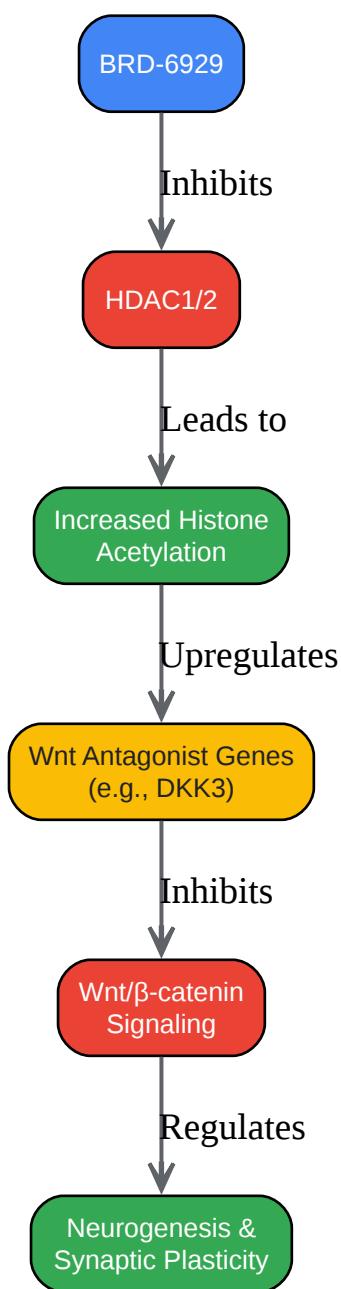 BRD-6929
Inhibits
HDAC1/2
Leads to
Increased Histone
Acetylation
Upregulates
Wnt Antagonist Genes
(e.g., DKK3)
Inhibits
Wnt/β-catenin
Signaling
Regulates
Neurogenesis &
Synaptic Plasticity